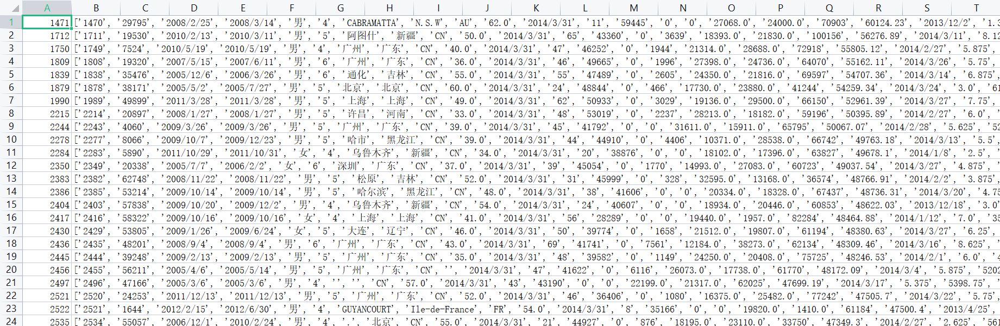 A B C D E F G H I J K L M N O P Q R S T
1 1471 ['1470', '29795', '2008/2/25', '2008/3/14', '男', '4', 'CABRAMATTA', 'N.S.W', 'AU', '62.0', '2014/3/31', '11', '59445', '0', '0', '27068.0', '24000.0', '70903', '60124.23', '2013/12/2', '1.3
2 1712 ['1711', '19530', '2010/2/13', '2010/3/11', '男', '5', '阿图什', '新疆', 'CN', '50.0', '2014/3/31', '65', '43360', '0', '3639', '18393.0', '21830.0', '100156', '56276.89', '2014/3/11', '8.12
3 1750 ['1749', '7524', '2010/5/19', '2010/5/19', '男', '4', '广州', '广东', 'CN', '40.0', '2014/3/31', '47', '46252', '0', '1944', '21314.0', '28688.0', '72918', '55805.12', '2014/2/27', '5.875',
4 1809 ['1808', '19320', '2007/5/15', '2007/6/11', '男', '6', '广州', '广东', 'CN', '36.0', '2014/3/31', '46', '49665', '0', '1996', '27398.0', '24736.0', '64070', '55162.11', '2014/3/26', '5.75',
5 1839 ['1838', '35476', '2005/12/6', '2006/3/26', '男', '6', '通化', '吉林', 'CN', '55.0', '2014/3/31', '55', '47489', '0', '2605', '24350.0', '21816.0', '69597', '54707.36', '2014/3/14', '6.875',
6 1879 ['1878', '38171', '2005/5/2', '2005/7/27', '男', '5', '北京', '北京', 'CN', '60.0', '2014/3/31', '24', '48844', '0', '466', '17730.0', '23880.0', '41244', '54259.34', '2014/3/24', '3.0', '61
7 1990 ['1989', '49899', '2011/3/28', '2011/3/28', '男', '5', '上海', '上海', 'CN', '49.0', '2014/3/31', '62', '50933', '0', '3029', '19136.0', '29500.0', '66150', '52961.39', '2014/3/27', '7.75',
8 2215 ['2214', '20897', '2008/1/27', '2008/1/27', '男', '5', '许昌', '河南', 'CN', '33.0', '2014/3/31', '48', '53019', '0', '2237', '28213.0', '18182.0', '59196', '50395.89', '2014/2/27', '6.0',
9 2244 ['2243', '4060', '2009/3/26', '2009/3/26', '男', '5', '广州', '广东', 'CN', '39.0', '2014/3/31', '45', '41792', '0', '0', '31611.0', '15911.0', '65795', '50067.07', '2014/2/28', '5.625', '52
10 2278 ['2277', '8066', '2009/10/7', '2009/12/23', '男', '5', '哈市', '黑龙江', 'CN', '39.0', '2014/3/31', '44', '44910', '0', '4406', '10371.0', '28538.0', '66742', '49763.18', '2014/3/13', '5.5',
11 2284 ['2283', '5890', '2011/10/29', '2011/10/31', '女', '4', '乌鲁木齐', '新疆', 'CN', '34.0', '2014/3/31', '20', '38876', '0', '0', '18102.0', '17396.0', '63827', '49678.1', '2014/1/8', '2.5',
12 2350 ['2349', '20338', '2005/7/7', '2006/2/2', '女', '6', '深圳', '广东', 'CN', '37.0', '2014/3/31', '39', '45054', '0', '1770', '14993.0', '27083.0', '60723', '49037.54', '2014/3/27', '4.875',
13 2383 ['2382', '62748', '2008/11/22', '2008/11/22', '男', '5', '松原', '吉林', 'CN', '52.0', '2014/3/31', '31', '45999', '0', '328', '32595.0', '13168.0', '36574', '48766.91', '2014/2/2', '3.875',
14 2386 ['2385', '53214', '2009/10/14', '2009/10/14', '男', '5', '哈尔滨', '黑龙江', 'CN', '48.0', '2014/3/31', '38', '41606', '0', '0', '20334.0', '18328.0', '67437', '48736.31', '2014/3/20', '4.75
15 2404 ['2403', '57838', '2009/10/20', '2009/12/2', '男', '4', '乌鲁木齐', '新疆', 'CN', '54.0', '2014/3/31', '24', '40607', '0', '0', '18934.0', '20446.0', '60853', '48622.03', '2013/12/18', '3.0'
16 2417 ['2416', '58322', '2009/10/16', '2009/10/16', '女', '4', '上海', '上海', 'CN', '41.0', '2014/3/31', '56', '28289', '0', '0', '19440.0', '1957.0', '82284', '48464.88', '2014/1/12', '7.0', '35
17 2430 ['2429', '53805', '2009/1/26', '2009/6/24', '女', '5', '大连', '辽宁', 'CN', '46.0', '2014/3/31', '50', '39774', '0', '1658', '21512.0', '19807.0', '61194', '48380.63', '2014/3/27', '6.25',
18 2436 ['2435', '48201', '2008/9/4', '2008/9/4', '男', '6', '广州', '广东', 'CN', '43.0', '2014/3/31', '69', '41741', '0', '7561', '12184.0', '38273.0', '62134', '48309.46', '2014/3/16', '8.625',
19 2445 ['2444', '39248', '2009/2/13', '2009/2/13', '男', '5', '广州', '广东', 'CN', '35.0', '2014/3/31', '48', '39582', '0', '1149', '24250.0', '20408.0', '75725', '48246.53', '2014/2/1', '6.0', '4
20 2456 ['2455', '56211', '2005/4/6', '2005/5/14', '男', '5', '广州', '广东', 'CN', '', '2014/3/31', '47', '41622', '0', '6116', '26073.0', '17738.0', '61770', '48172.09', '2014/3/4', '5.875', '5202
21 2497 ['2496', '47166', '2005/3/6', '2005/3/6', '男', '4', '', '', 'CN', '57.0', '2014/3/31', '43', '43190', '0', '0', '22199.0', '21317.0', '62025', '47699.19', '2014/3/17', '5.375', '5398.75',
22 2521 ['2520', '24253', '2011/12/13', '2011/12/13', '男', '5', '广州', '广东', 'CN', '52.0', '2014/3/31', '46', '36406', '0', '1080', '16375.0', '25482.0', '77242', '47505.7', '2014/3/22', '5.75',
23 2522 ['2521', '1644', '2012/2/15', '2012/6/30', '男', '4', 'GUYANCOURT', 'Ile-de-France', 'FR', '54.0', '2014/3/31', '8', '35166', '0', '0', '19820.0', '1410.0', '61184', '47500.4', '2013/4/25',
24 2535 ['2534', '55057', '2006/12/1', '2010/2/24', '男', '4', '.', '北京', 'CN', '55.0', '2014/3/31', '21', '44927', '0', '876', '18195.0', '23110.0', '33750', '47349.3', '2014/2/27', '2.625', '561